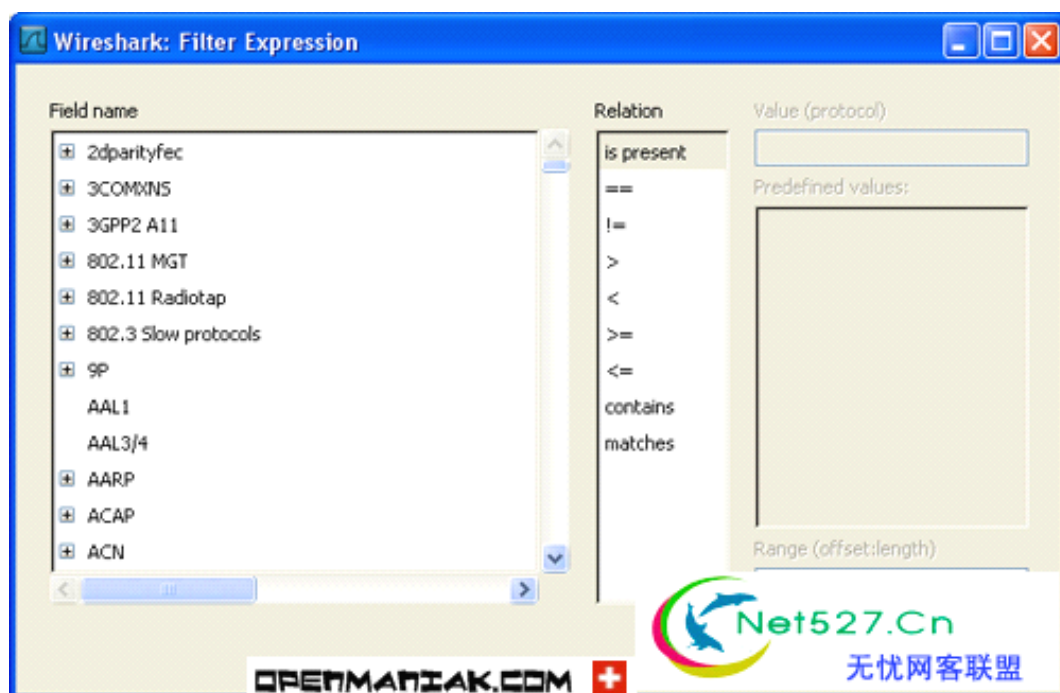 Wireshark: Filter Expression
Field name
2dparityfec
3COMXNS
3GPP2 A11
802.11 MGT
802.11 Radiotap
802.3 Slow protocols
9P
AAL1
AAL3/4
AARP
ACAP
ACN
Relation
is present
==
!=
>
<
>=
<=
contains
matches
Value (protocol)
Predefined values:
Range (offset:length)
OPENMANIAK.COM
Net527.Cn
无忧网客联盟